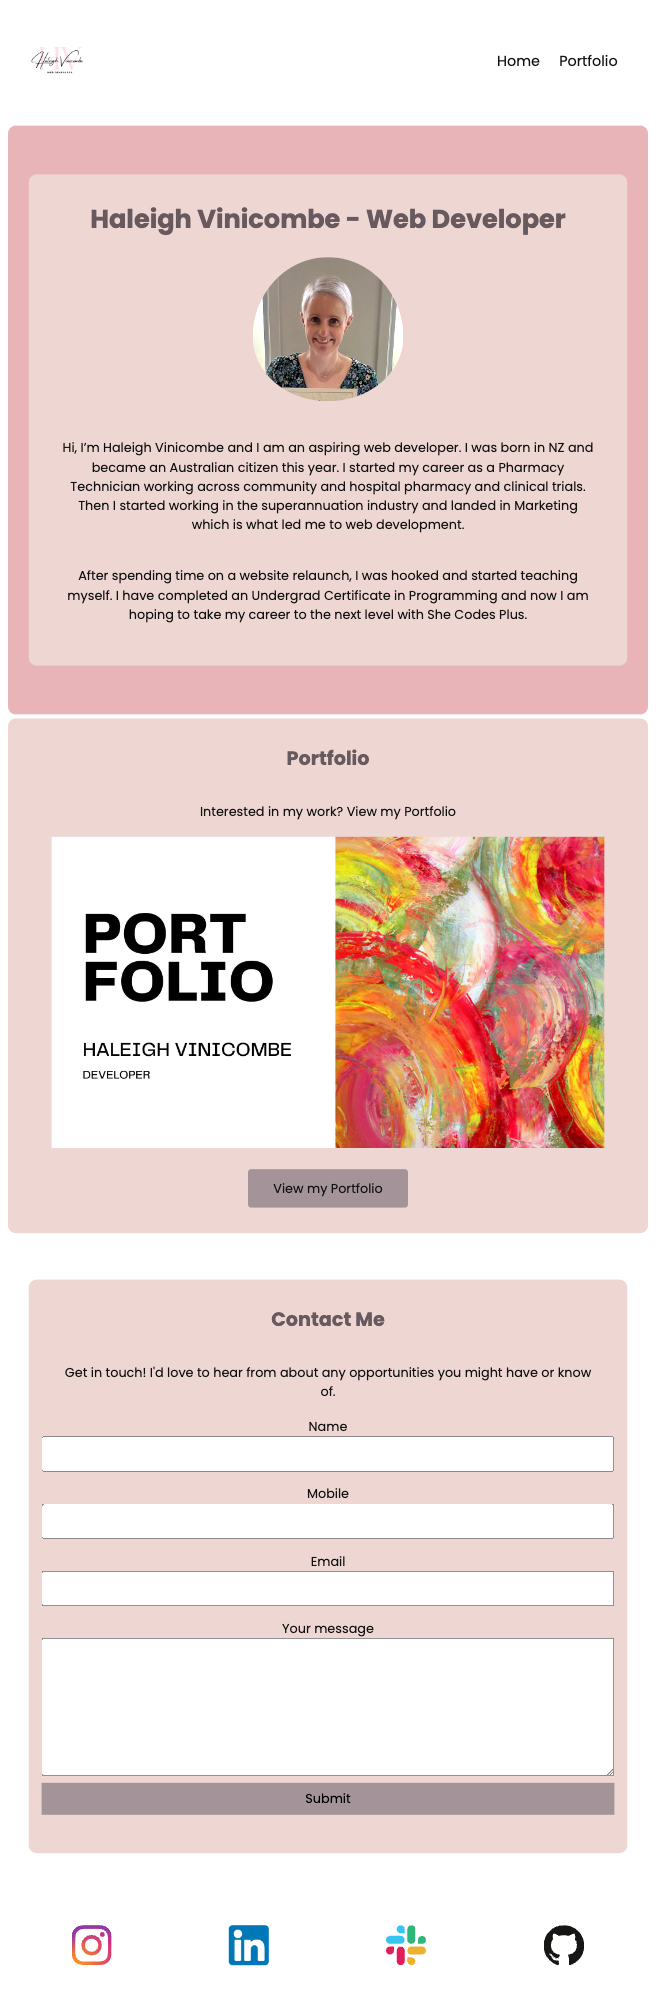 Haleigh Vinicombe
WEB DEVELOPER
Home Portfolio
Haleigh Vinicombe - Web Developer
Hi, I’m Haleigh Vinicombe and I am an aspiring web developer. I was born in NZ and
became an Australian citizen this year. I started my career as a Pharmacy
Technician working across community and hospital pharmacy and clinical trials.
Then I started working in the superannuation industry and landed in Marketing
which is what led me to web development.
After spending time on a website relaunch, I was hooked and started teaching
myself. I have completed an Undergrad Certificate in Programming and now I am
hoping to take my career to the next level with She Codes Plus.
Portfolio
Interested in my work? View my Portfolio
PORT
FOLIO
HALEIGH VINICOMBE
DEVELOPER
View my Portfolio
Contact Me
Get in touch! I'd love to hear from about any opportunities you might have or know
of.
Name
Mobile
Email
Your message
Submit
in